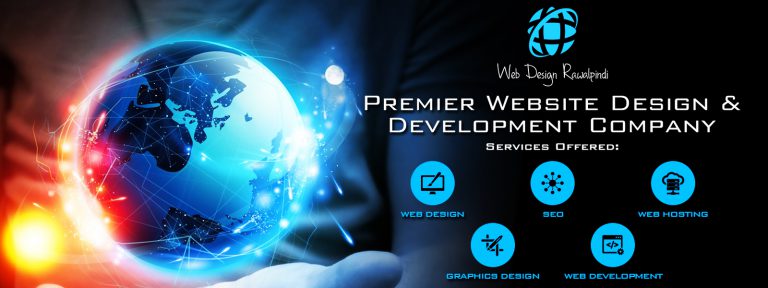 Web Design Rawalpindi
Premier Website Design &
Development Company
Services Offered:
Web Design
SEO
Web Hosting
Graphics Design
Web Development